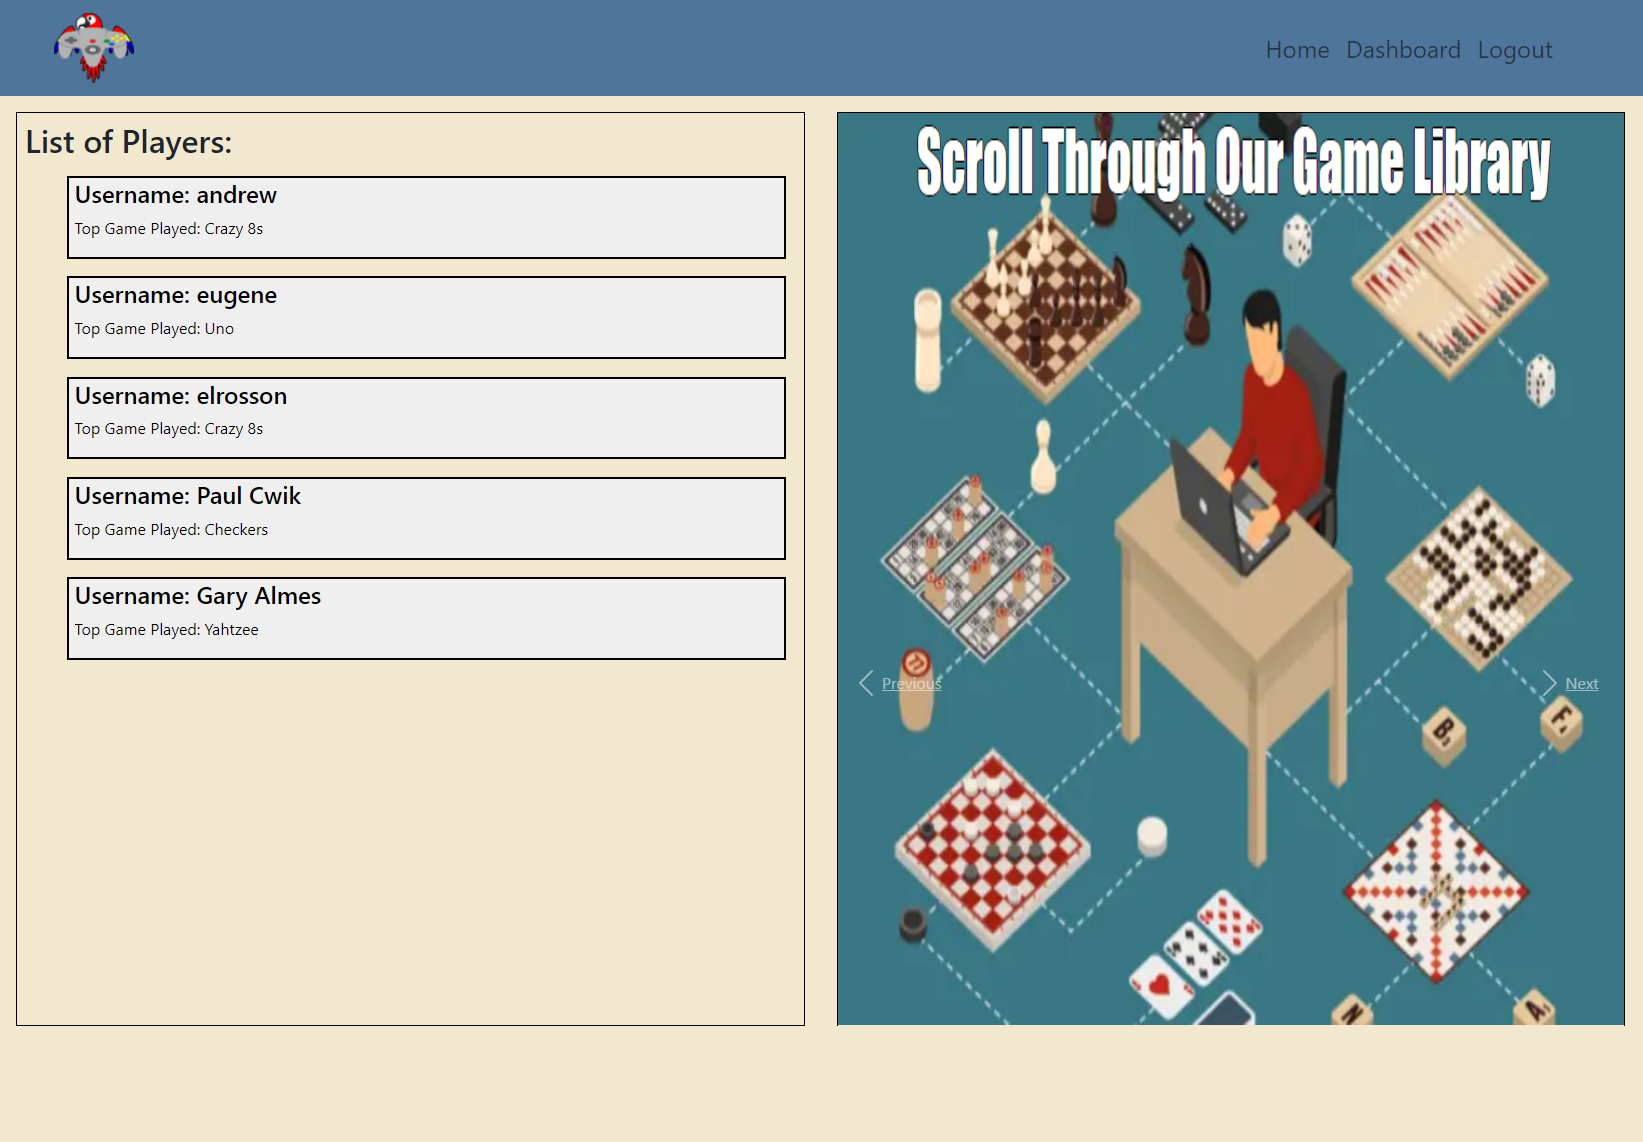 Home Dashboard Logout
List of Players:
Username: andrew
Top Game Played: Crazy 8s
Username: eugene
Top Game Played: Uno
Username: elrosson
Top Game Played: Crazy 8s
Username: Paul Cwik
Top Game Played: Checkers
Username: Gary Almes
Top Game Played: Yahtzee
Scroll Through Our Game Library
Previous
Next
B
F
N
A